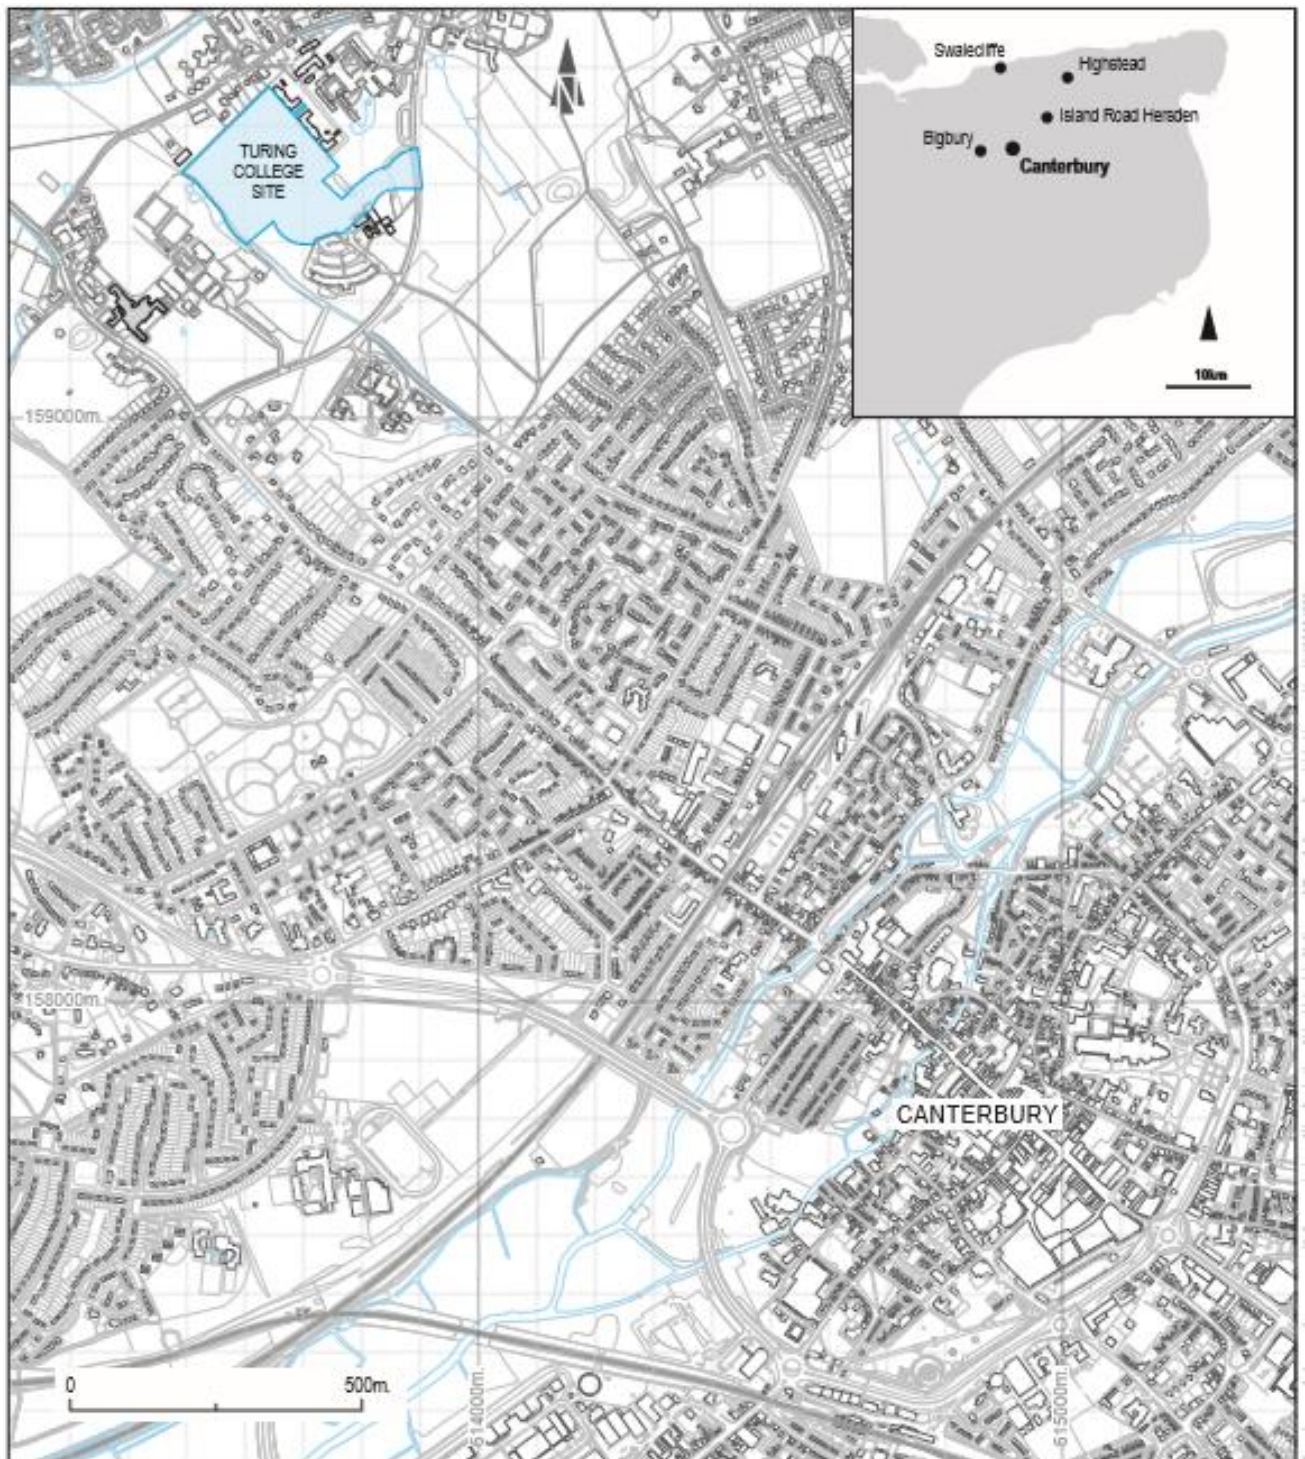 Swalecliffe
Highstead
Island Road Hersden
Bigbury
Canterbury
10km
N
TURING
COLLEGE
SITE
159000m.
158000m.
CANTERBURY
0
500m.
614000m.
615000m.